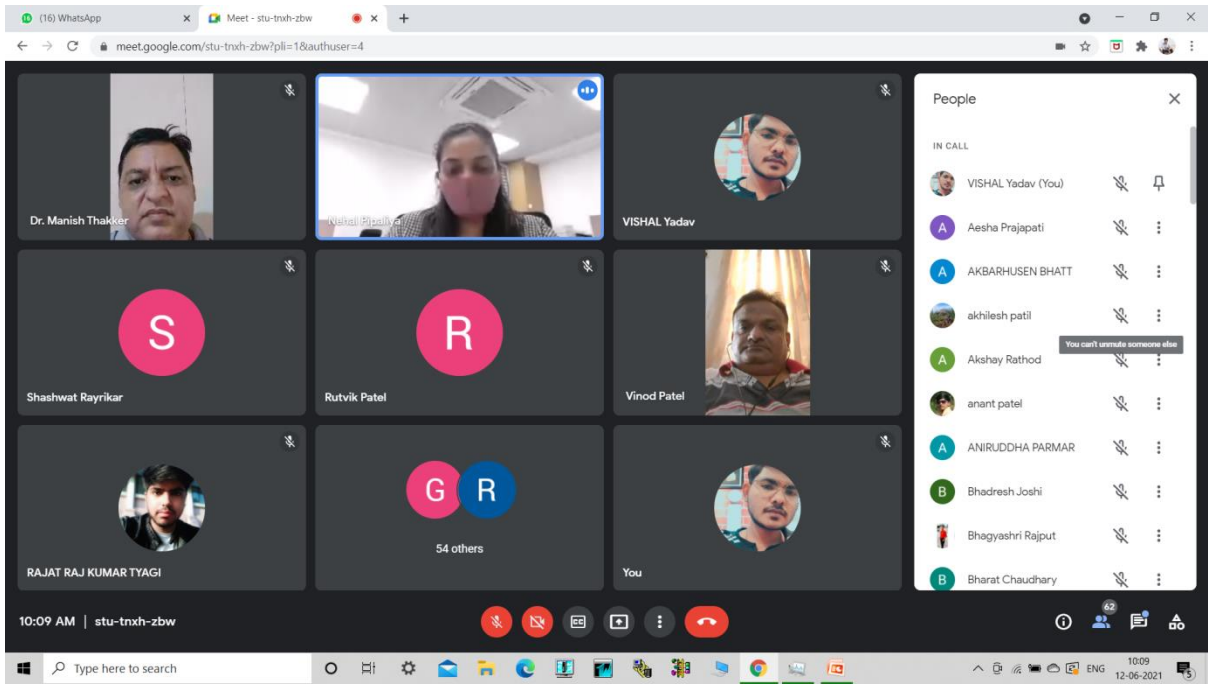 (16) WhatsApp
Meet - stu-tnxh-zbw
meet.google.com/stu-tnxh-zbw?pli=1&authuser=4
Dr. Manish Thakker
Nehal Pipaliya
VISHAL Yadav
S
Shashwat Rayrikar
R
Rutvik Patel
Vinod Patel
RAJAT RAJ KUMAR TYAGI
G R
54 others
You
People
IN CALL
VISHAL Yadav (You)
A Aesha Prajapati
A AKBARHUSEN BHATT
akhilesh patil
You can't unmute someone else
A Akshay Rathod
anant patel
A ANIRUDDHA PARMAR
B Bhadresh Joshi
Bhagyashri Rajput
B Bharat Chaudhary
10:09 AM | stu-tnxh-zbw
CC
62
Type here to search
ENG
10:09
12-06-2021
5